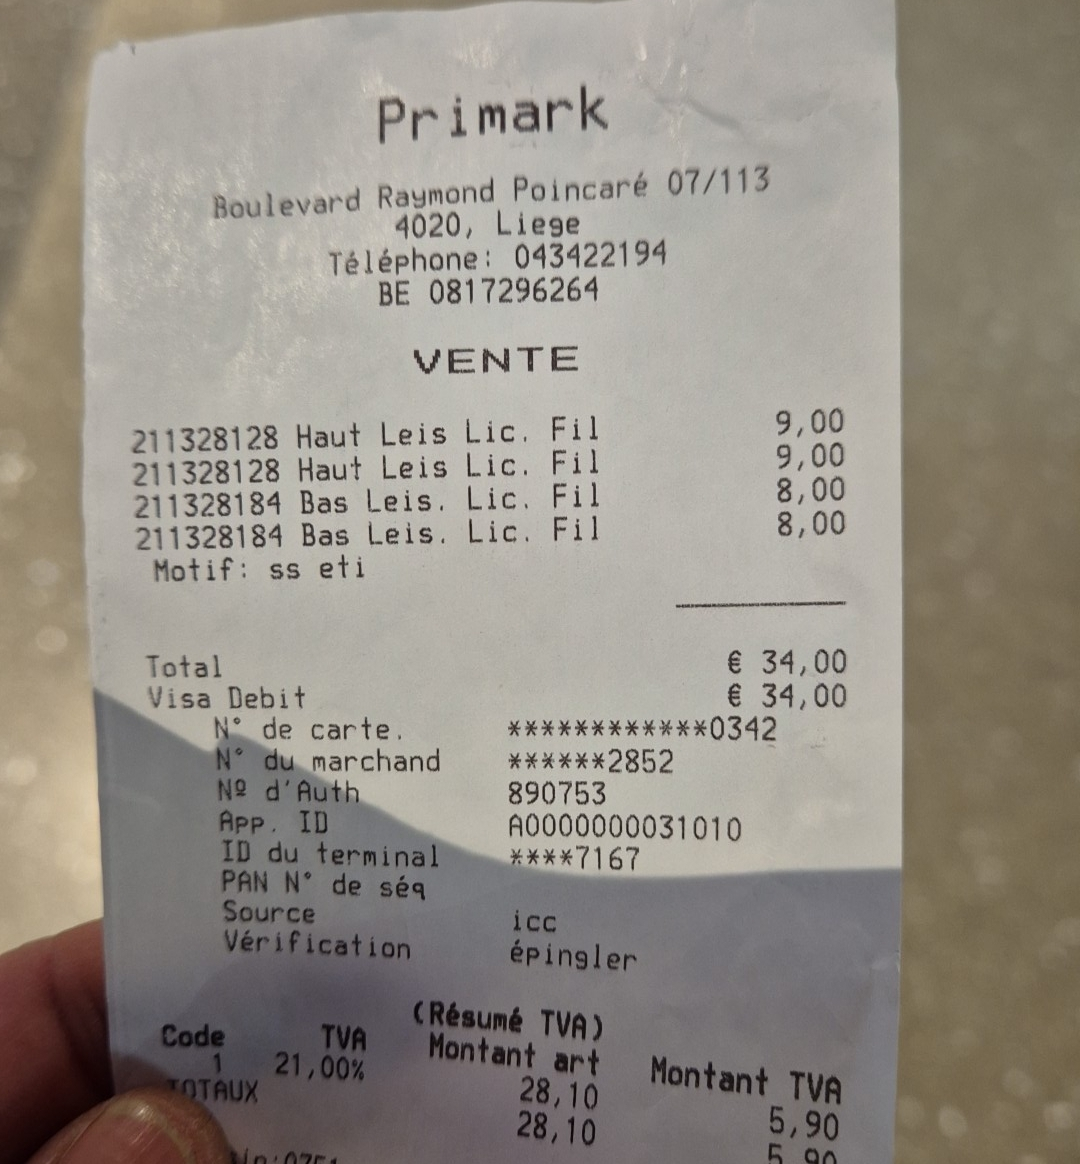 Primark
Boulevard Raymond Poincaré 07/113
4020, Liege
Téléphone: 043422194
BE 0817296264
VENTE
211328128 Haut Leis Lic. Fil 9,00
211328128 Haut Leis Lic. Fil 9,00
211328184 Bas Leis. Lic. Fil 8,00
211328184 Bas Leis. Lic. Fil 8,00
Motif: ss eti
Total € 34,00
Visa Debit € 34,00
N° de carte. ************0342
N° du marchand ******2852
Nº d'Auth 890753
App. ID A0000000031010
ID du terminal ****7167
PAN N° de séq
Source icc
Vérification épingler
(Résumé TVA)
Code TVA Montant art Montant TVA
1 21,00% 28,10 5,90
TOTAUX 28,10 5,90